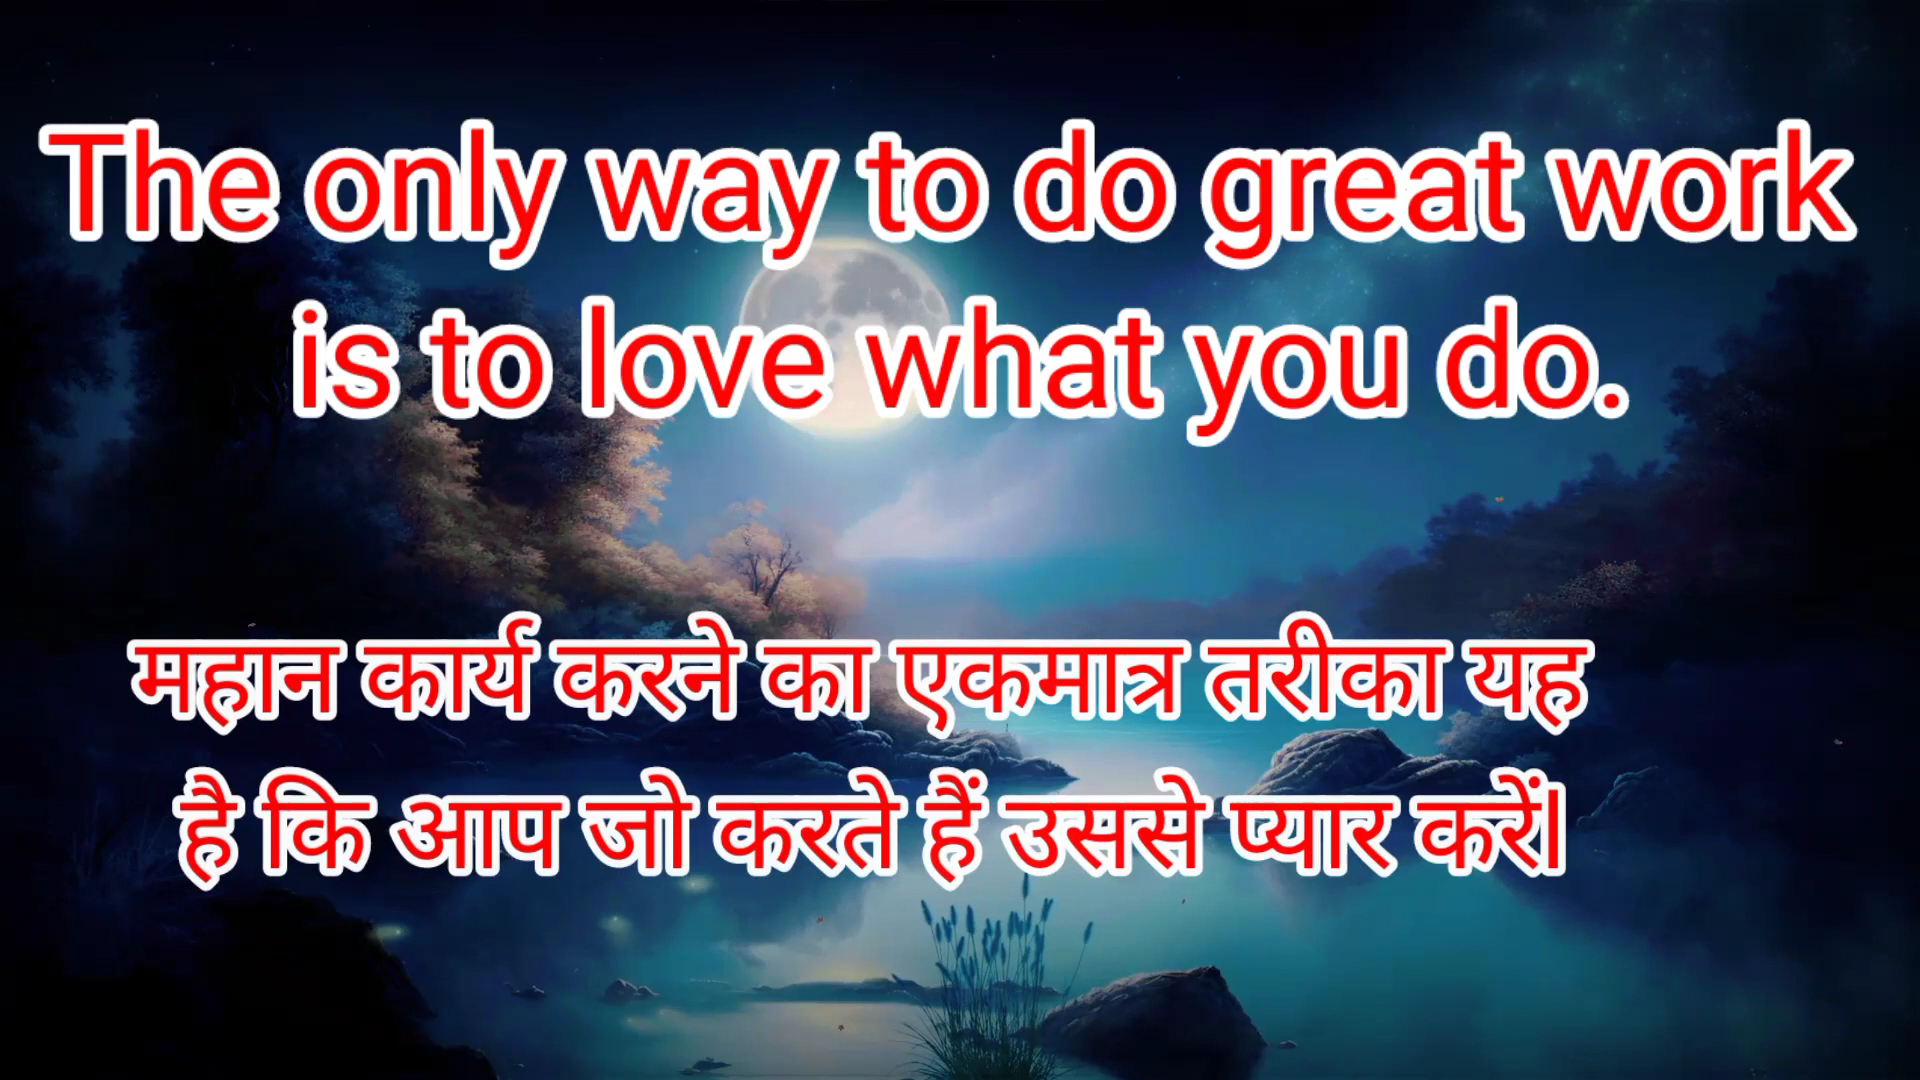 The only way to do great work
is to love what you do.
महान कार्य करने का एकमात्र तरीका यह
है कि आप जो करते हैं उससे प्यार करें।